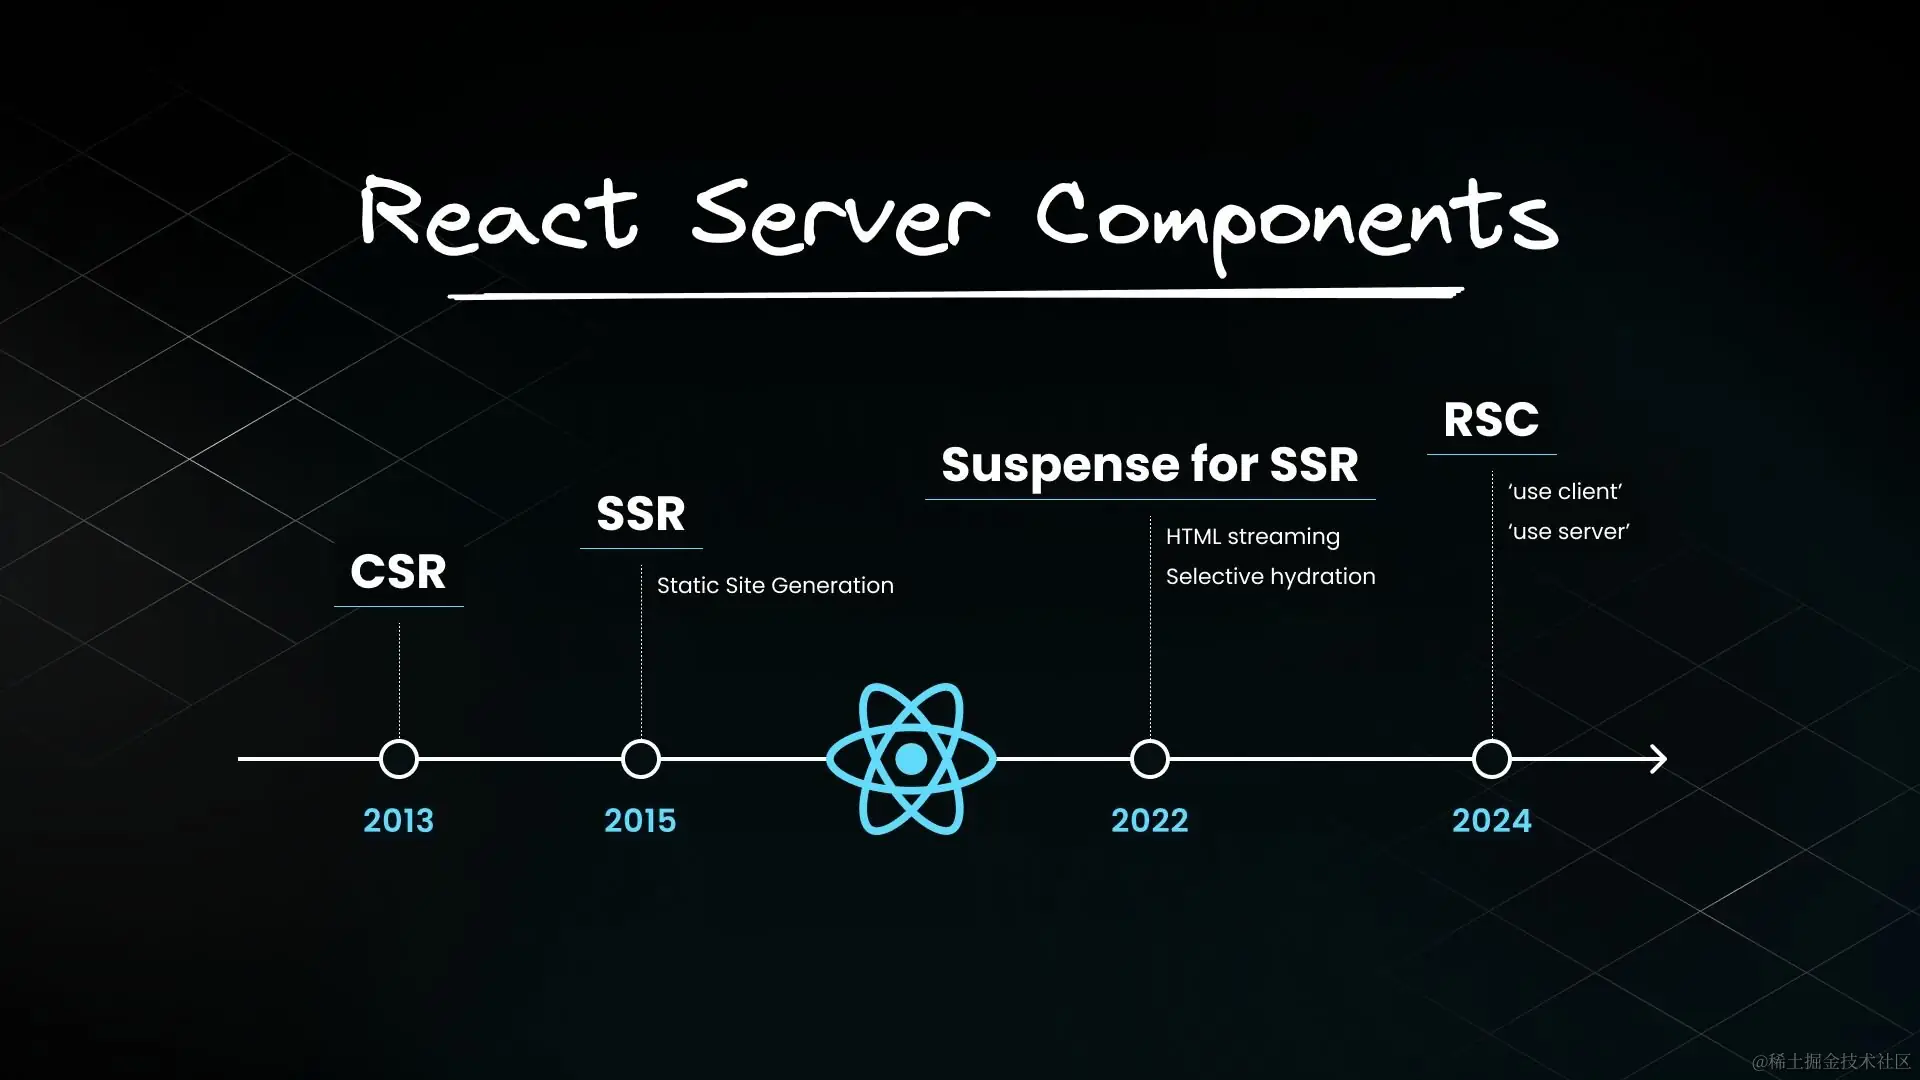 React Server Components
CSR
2013
SSR
Static Site Generation
2015
Suspense for SSR
HTML streaming
Selective hydration
2022
RSC
‘use client’
‘use server’
2024
@稀土掘金技术社区